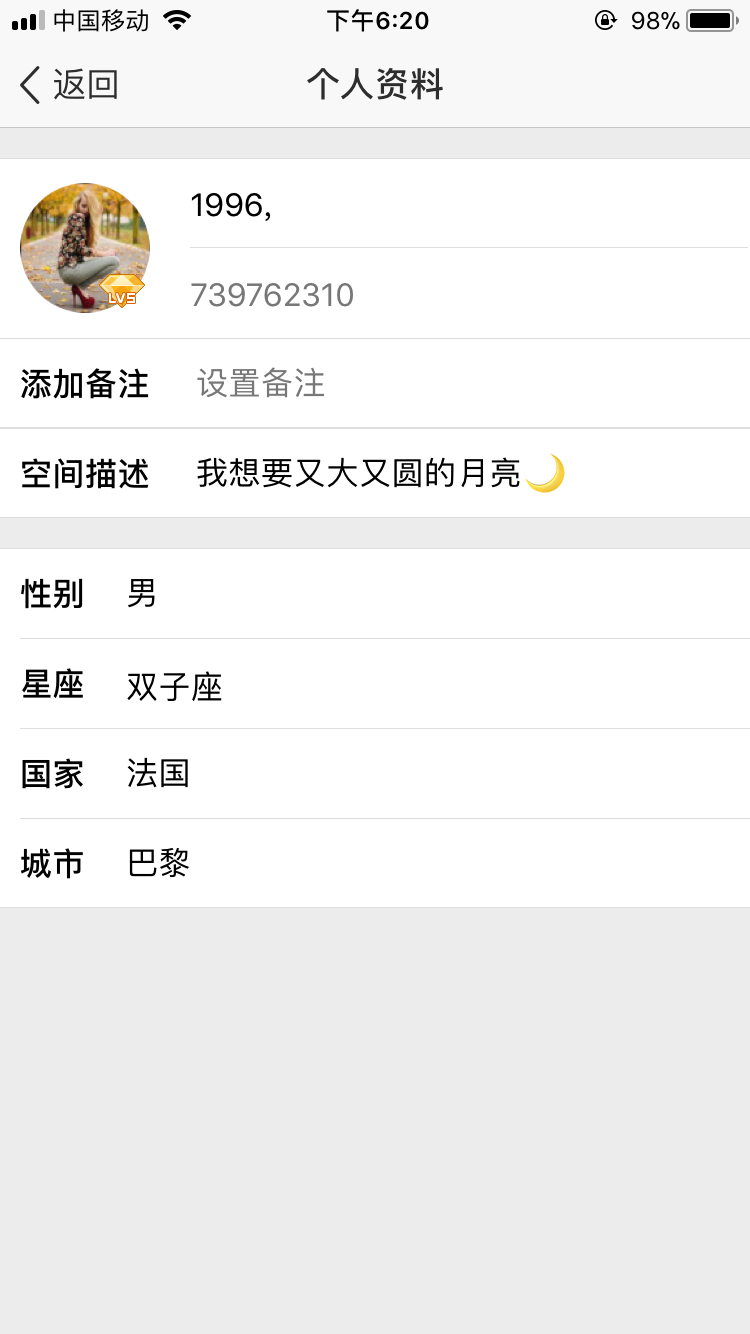 中国移动 下午6:20 98%
返回 个人资料
1996,
LV5
739762310
添加备注 设置备注
空间描述 我想要又大又圆的月亮🌙
性别 男
星座 双子座
国家 法国
城市 巴黎